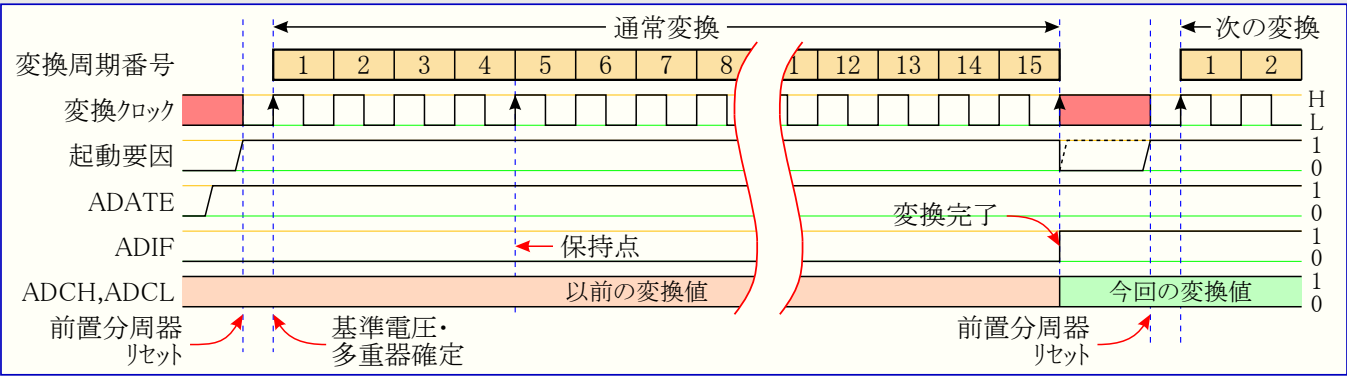 通常変換
次の変換
変換周期番号 1 2 3 4 5 6 7 8 1 12 13 14 15 1 2
変換クロック H L
起動要因 1 0
ADATE 1 0
変換完了
ADIF 保持点 1 0
ADCH,ADCL 以前の変換値 今回の変換値 1 0
前置分周器
リセット
基準電圧・
多重器確定
前置分周器
リセット